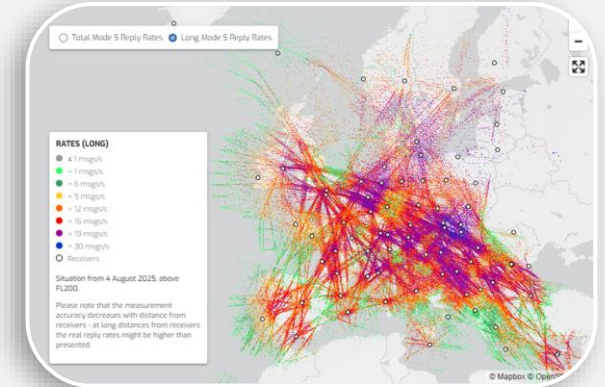 Total Mode S Reply Rates Long Mode S Reply Rates
RATES (LONG)
≤ 1 msgs/s
> 1 msgs/s
> 6 msgs/s
> 9 msgs/s
> 12 msgs/s
> 16 msgs/s
> 19 msgs/s
> 30 msgs/s
Receivers
Situation from 4 August 2025, above
FL200.
Please note that the measurement
accuracy decreases with distance from
receivers - at long distances from receivers
the real reply rates might be higher than
presented.
© Mapbox ©